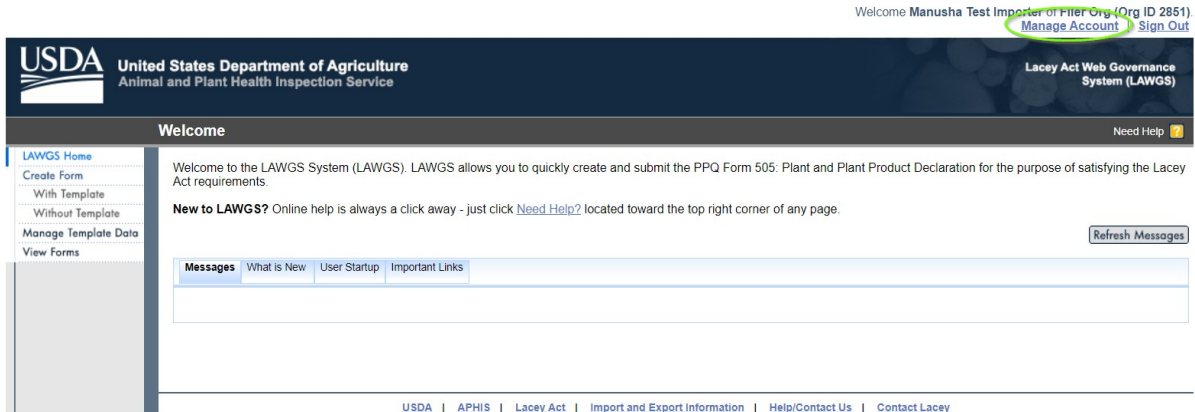 Welcome Manusha Test Importer of Filer Org (Org ID 2851).
Manage Account | Sign Out
USDA
United States Department of Agriculture
Animal and Plant Health Inspection Service
Lacey Act Web Governance
System (LAWGS)
Welcome
Need Help ?
LAWGS Home
Create Form
With Template
Without Template
Manage Template Data
View Forms
Welcome to the LAWGS System (LAWGS). LAWGS allows you to quickly create and submit the PPQ Form 505: Plant and Plant Product Declaration for the purpose of satisfying the Lacey
Act requirements.
New to LAWGS? Online help is always a click away - just click Need Help? located toward the top right corner of any page.
Refresh Messages
Messages What is New User Startup Important Links
USDA | APHIS | Lacey Act | Import and Export Information | Help/Contact Us | Contact Lacey